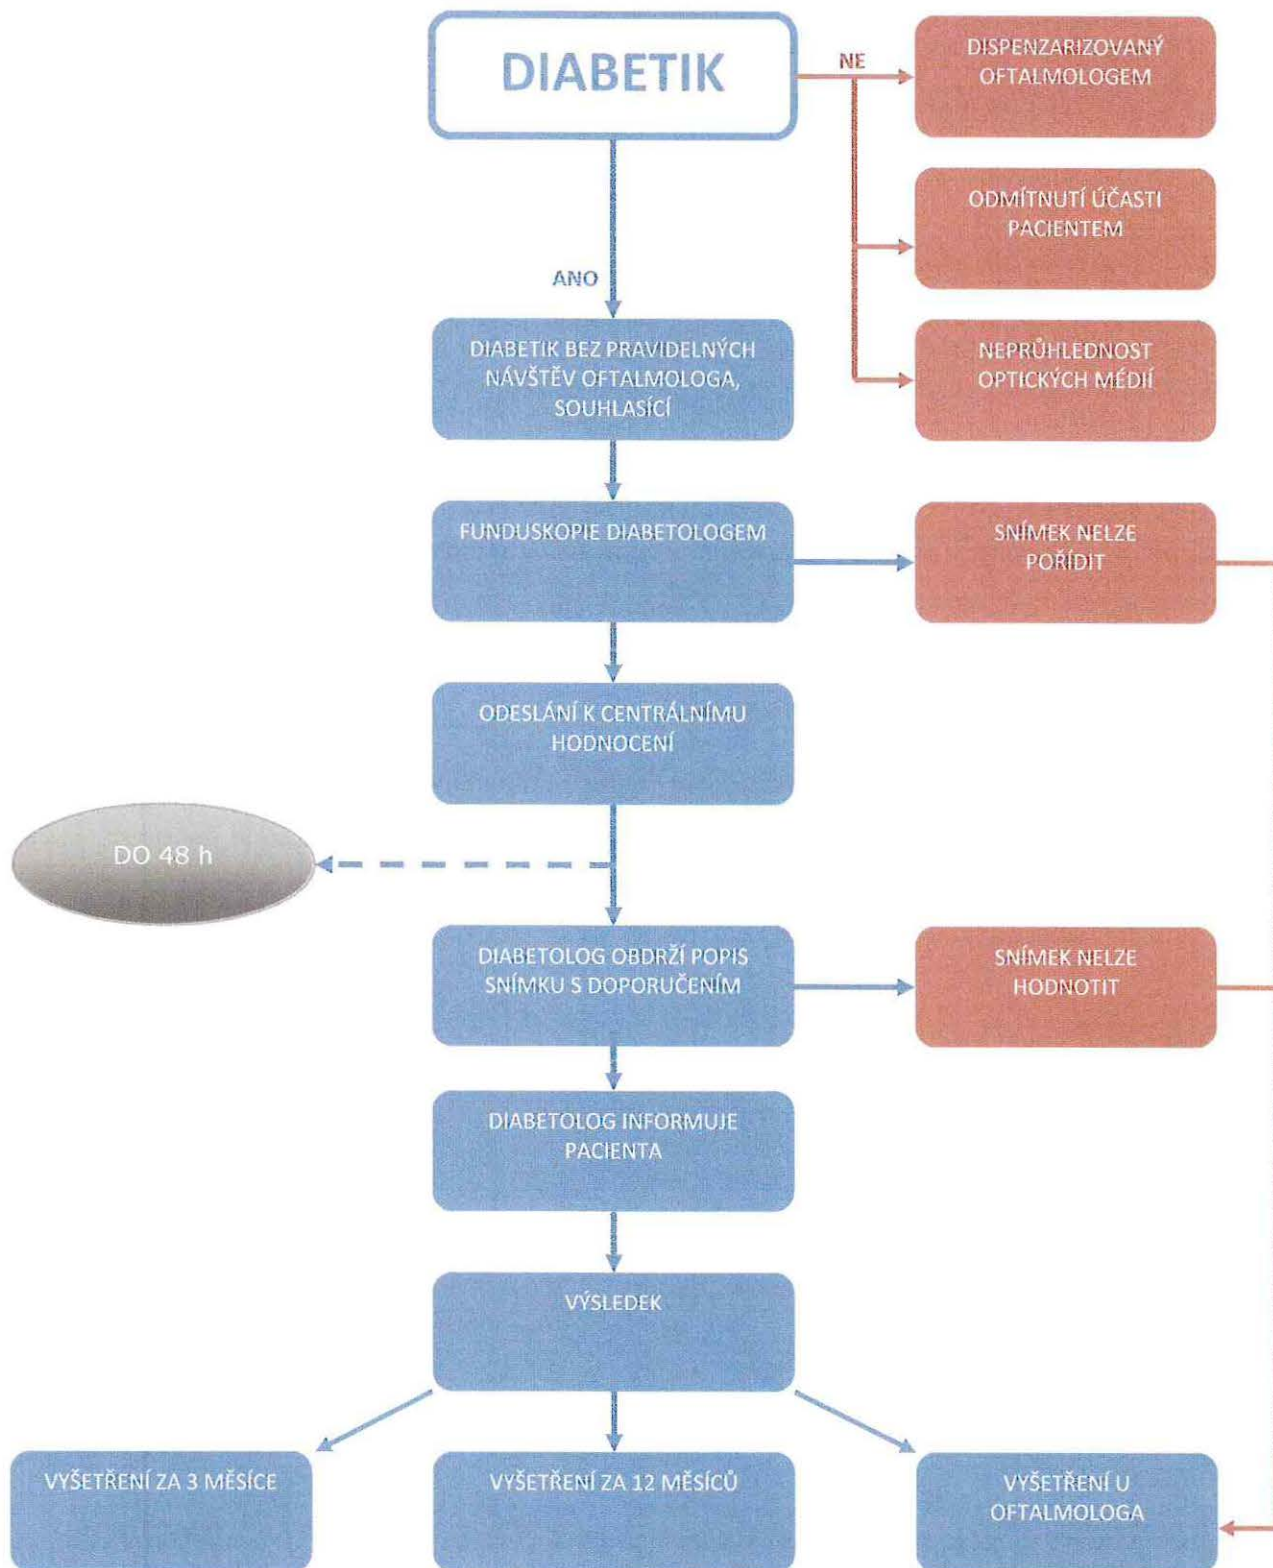 DIABETIK
NE
DISPENZARIZOVANÝ
OFTALMOLOGEM
ODMÍTNUTÍ ÚČASTI
PACIENTEM
ANO
DIABETIK BEZ PRAVIDELNÝCH
NÁVŠTĚV OFTALMOLOGA,
SOUHLASÍCÍ
NEPRŮHLEDNOST
OPTICKÝCH MÉDIÍ
FUNDUSKOPIE DIABETOLOGEM
SNÍMEK NELZE
POŘÍDIT
ODESLÁNÍ K CENTRÁLNÍMU
HODNOCENÍ
DO 48 h
DIABETOLOG OBDRŽÍ POPIS
SNÍMKU S DOPORUČENÍM
SNÍMEK NELZE
HODNOTIT
DIABETOLOG INFORMUJE
PACIENTA
VÝSLEDEK
VYŠETŘENÍ ZA 3 MĚSÍCE
VYŠETŘENÍ ZA 12 MĚSÍCŮ
VYŠETŘENÍ U
OFTALMOLOGA